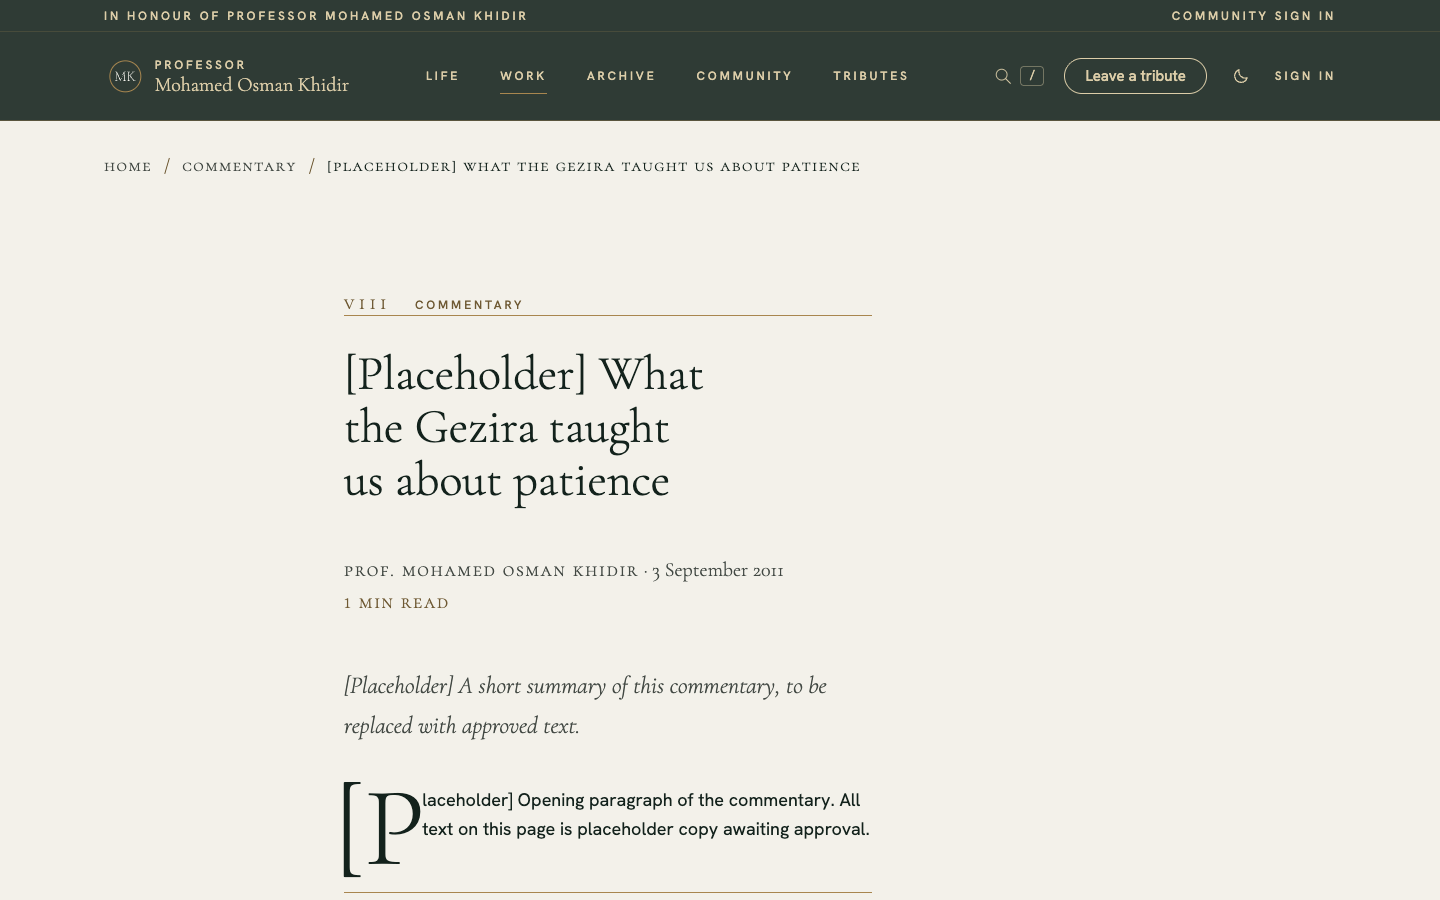 IN HONOUR OF PROFESSOR MOHAMED OSMAN KHIDIR
COMMUNITY SIGN IN
MK
PROFESSOR
Mohamed Osman Khidir
LIFE
WORK
ARCHIVE
COMMUNITY
TRIBUTES
/
Leave a tribute
SIGN IN
HOME / COMMENTARY / [PLACEHOLDER] WHAT THE GEZIRA TAUGHT US ABOUT PATIENCE
VIII COMMENTARY
[Placeholder] What
the Gezira taught
us about patience
PROF. MOHAMED OSMAN KHIDIR · 3 September 2011
1 MIN READ
[Placeholder] A short summary of this commentary, to be
replaced with approved text.
[Placeholder] Opening paragraph of the commentary. All
text on this page is placeholder copy awaiting approval.